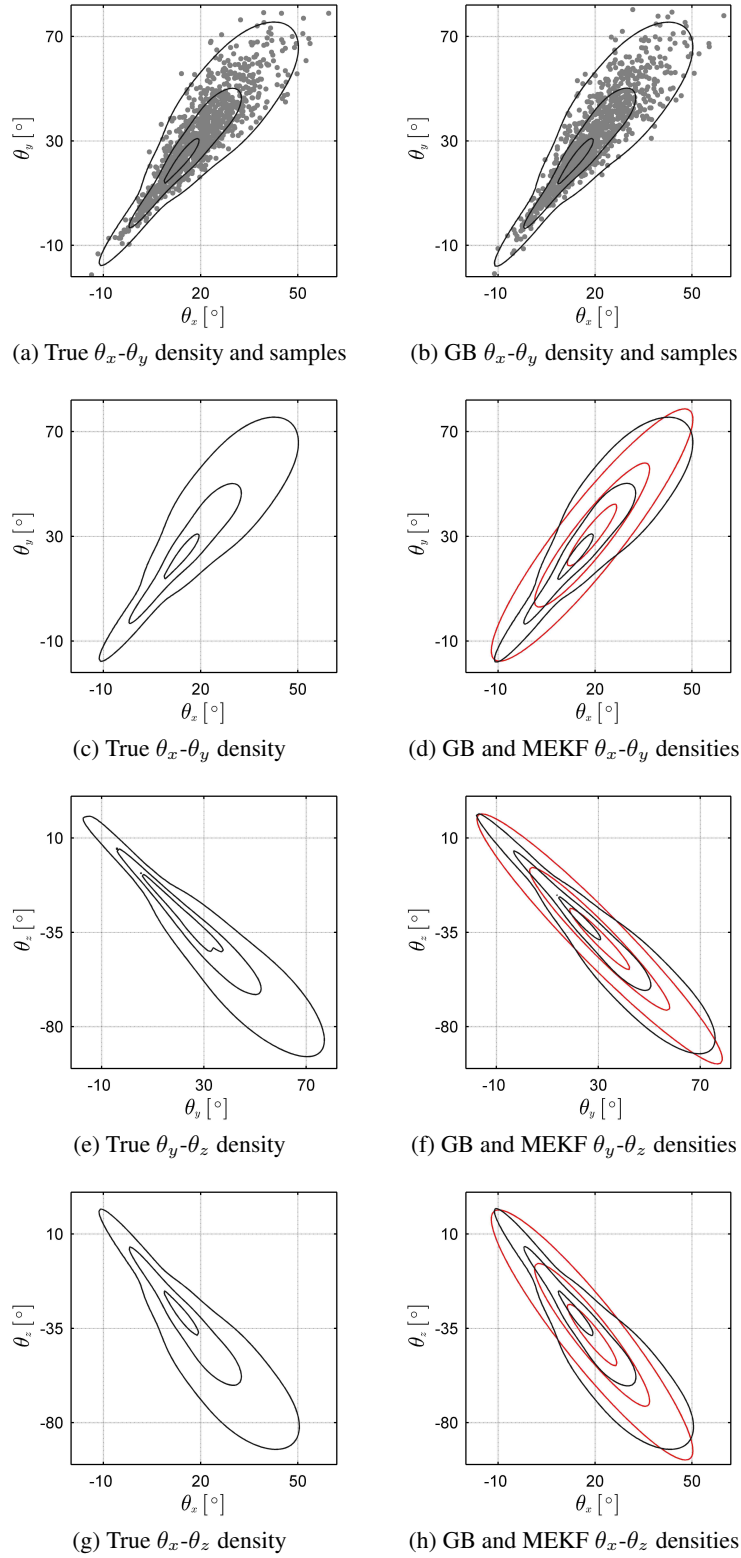 70
30
-10
θy [°]
-10 20 50
θx [°]
(a) True θx-θy density and samples
70
30
-10
θy [°]
-10 20 50
θx [°]
(b) GB θx-θy density and samples
70
30
-10
θy [°]
-10 20 50
θx [°]
(c) True θx-θy density
70
30
-10
θy [°]
-10 20 50
θx [°]
(d) GB and MEKF θx-θy densities
10
-35
-80
θz [°]
-10 30 70
θy [°]
(e) True θy-θz density
10
-35
-80
θz [°]
-10 30 70
θy [°]
(f) GB and MEKF θy-θz densities
10
-35
-80
θz [°]
-10 20 50
θx [°]
(g) True θx-θz density
10
-35
-80
θz [°]
-10 20 50
θx [°]
(h) GB and MEKF θx-θz densities